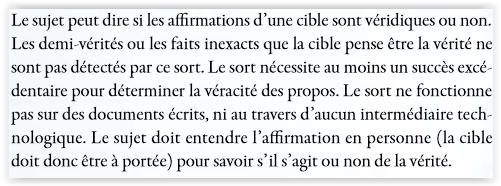 Le sujet peut dire si les affirmations d’une cible sont véridiques ou non.
Les demi-vérités ou les faits inexacts que la cible pense être la vérité ne
sont pas détectés par ce sort. Le sort nécessite au moins un succès excé-
dentaire pour déterminer la véracité des propos. Le sort ne fonctionne
pas sur des documents écrits, ni au travers d’aucun intermédiaire tech-
nologique. Le sujet doit entendre l’affirmation en personne (la cible
doit donc être à portée) pour savoir s’il s’agit ou non de la vérité.